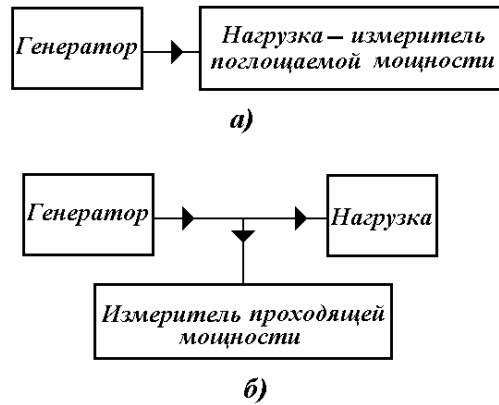 Генератор
Нагрузка – измеритель
поглощаемой мощности
а)
Генератор
Нагрузка
Измеритель проходящей
мощности
б)